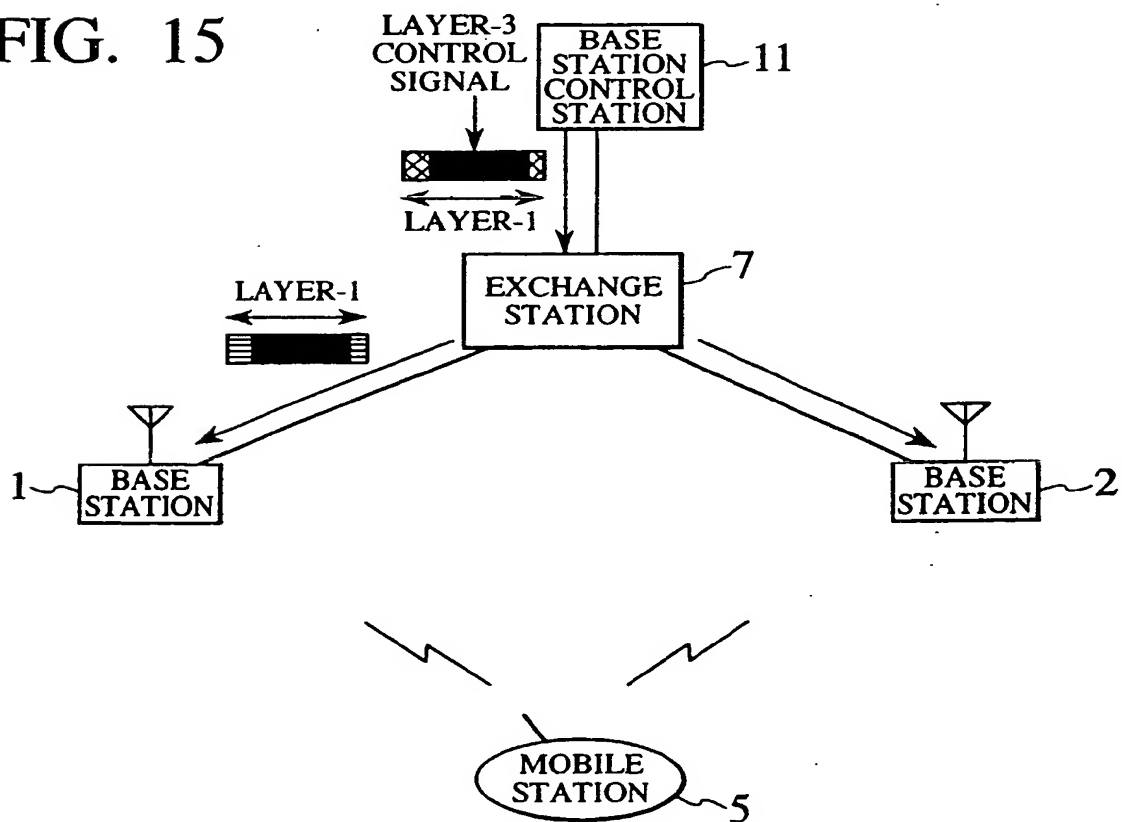 FIG. 15
LAYER-3
CONTROL
SIGNAL
BASE
STATION
CONTROL
STATION
11
LAYER-1
EXCHANGE
STATION
7
LAYER-1
1
BASE
STATION
BASE
STATION
2
MOBILE
STATION
5